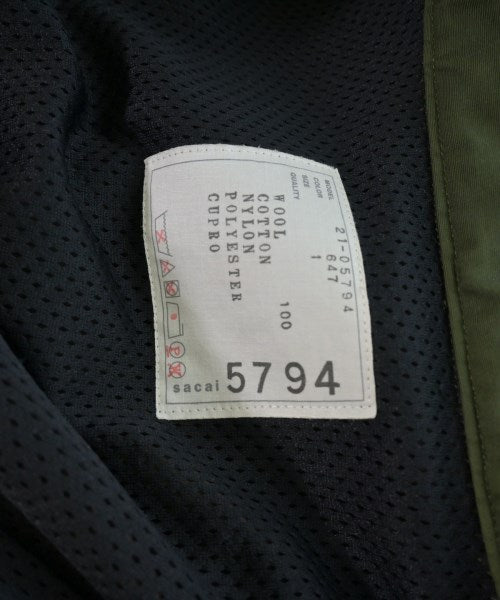 MODEL 21-05794
COLOR 647
SIZE 1
QUALITY
WOOL
COTTON
NYLON 100
POLYESTER
CUPRO
sacai 5794